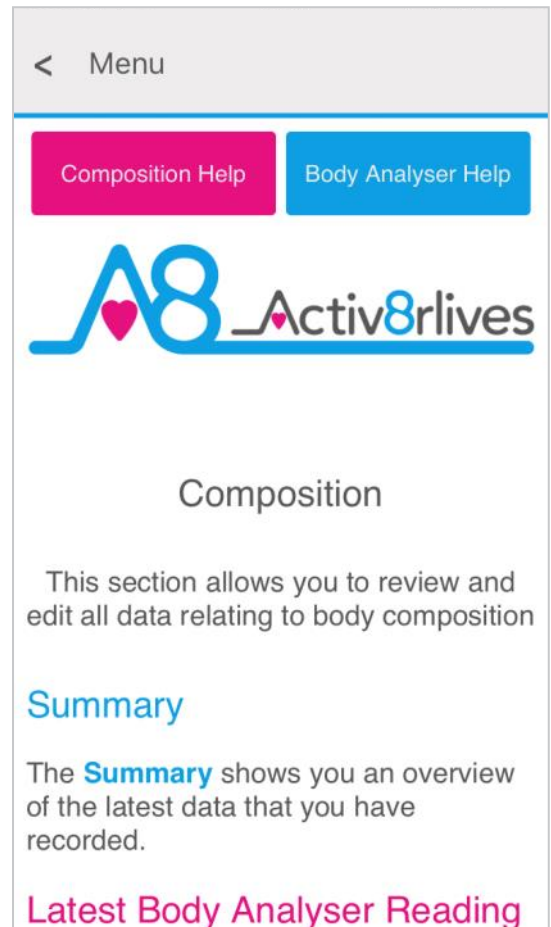 < Menu
Composition Help
Body Analyser Help
A8 Activ8rlives
Composition
This section allows you to review and
edit all data relating to body composition
Summary
The Summary shows you an overview
of the latest data that you have
recorded.
Latest Body Analyser Reading